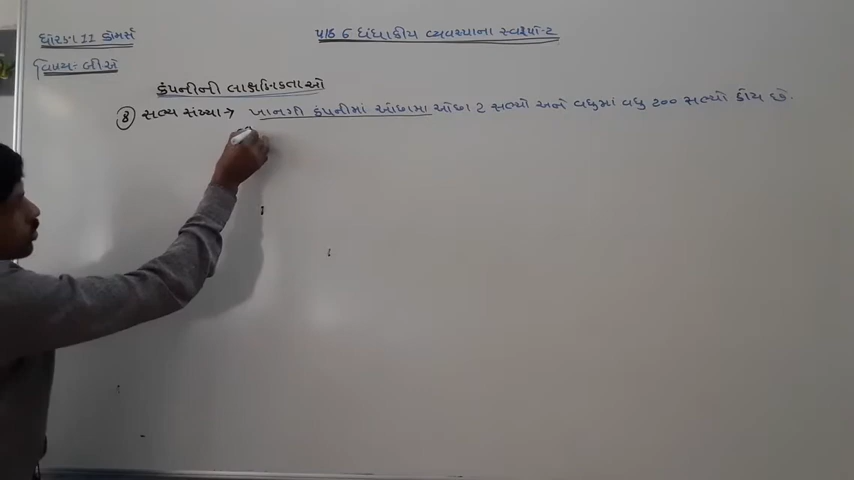 ધોરણ 11 કોમર્સ
પાઠ 6 ધંધાકીય વ્યવસ્થાના સ્વરૂપો-2
વિષય- બીએ
કંપનીની લાક્ષણિકતાઓ
8 સભ્ય સંખ્યા → ખાનગી કંપનીમાં ઓછામા ઓછા 2 સભ્યો અને વધુમાં વધુ 200 સભ્યો હોય છે.